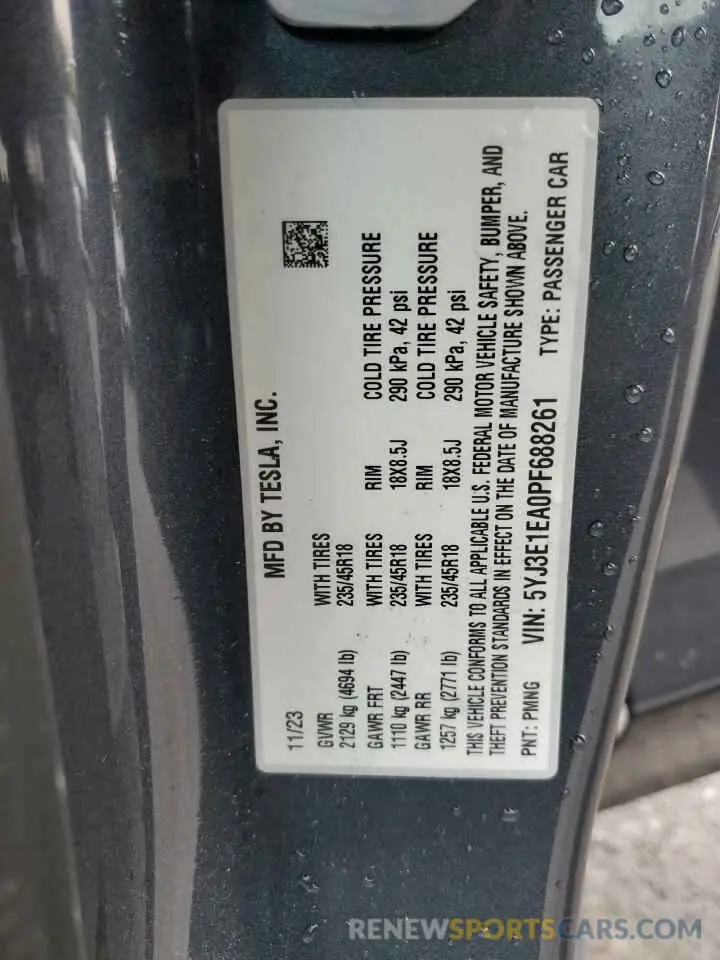 MFD BY TESLA, INC.
11/23
GVWR WITH TIRES
2129 kg (4694 lb) 235/45R18
GAWR FRT WITH TIRES RIM COLD TIRE PRESSURE
1110 kg (2447 lb) 235/45R18 18X8.5J 290 kPa, 42 psi
GAWR RR WITH TIRES RIM COLD TIRE PRESSURE
1257 kg (2771 lb) 235/45R18 18X8.5J 290 kPa, 42 psi
THIS VEHICLE CONFORMS TO ALL APPLICABLE U.S. FEDERAL MOTOR VEHICLE SAFETY, BUMPER, AND
THEFT PREVENTION STANDARDS IN EFFECT ON THE DATE OF MANUFACTURE SHOWN ABOVE.
PNT: PMNG VIN: 5YJ3E1EA0PF688261 TYPE: PASSENGER CAR
RENEWSPORTSCARS.COM